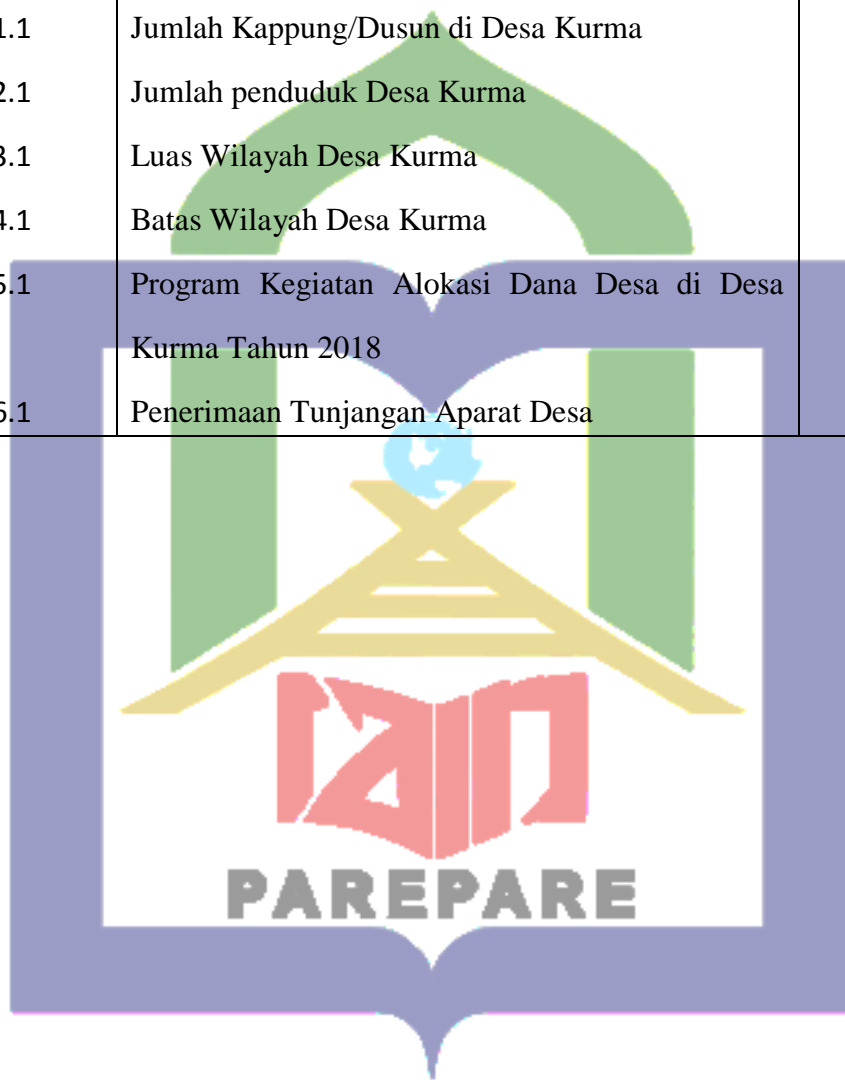 1.1 Jumlah Kappung/Dusun di Desa Kurma
2.1 Jumlah penduduk Desa Kurma
3.1 Luas Wilayah Desa Kurma
4.1 Batas Wilayah Desa Kurma
5.1 Program Kegiatan Alokasi Dana Desa di Desa
Kurma Tahun 2018
6.1 Penerimaan Tunjangan Aparat Desa
iain
PAREPARE